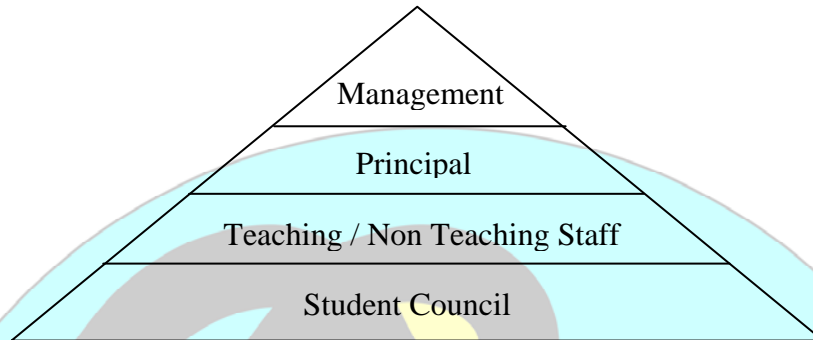 Management
Principal
Teaching / Non Teaching Staff
Student Council